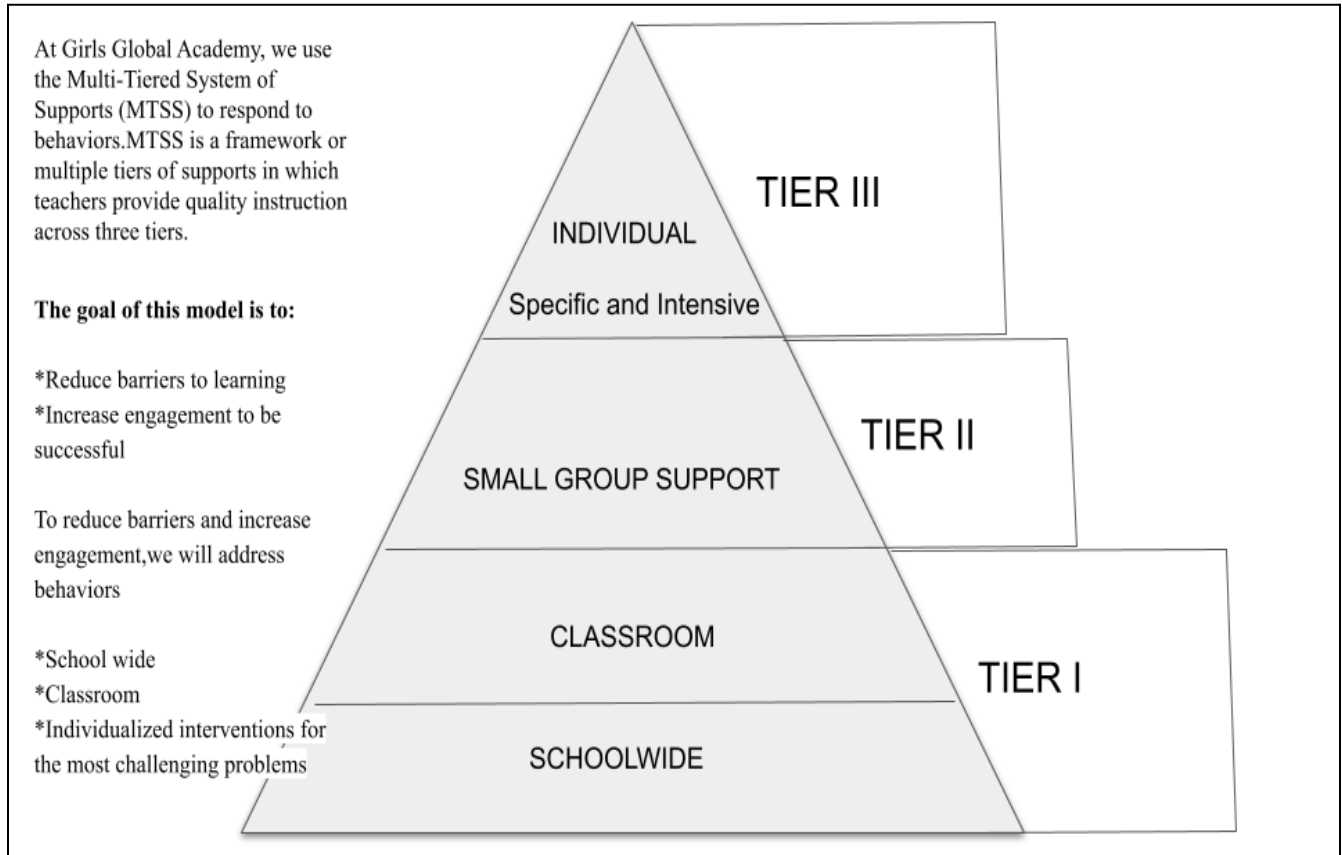 At Girls Global Academy, we use
the Multi-Tiered System of
Supports (MTSS) to respond to
behaviors.MTSS is a framework or
multiple tiers of supports in which
teachers provide quality instruction
across three tiers.
The goal of this model is to:
*Reduce barriers to learning
*Increase engagement to be
successful
To reduce barriers and increase
engagement,we will address
behaviors
*School wide
*Classroom
*Individualized interventions for
the most challenging problems
TIER III
INDIVIDUAL
Specific and Intensive
TIER II
SMALL GROUP SUPPORT
CLASSROOM
TIER I
SCHOOLWIDE